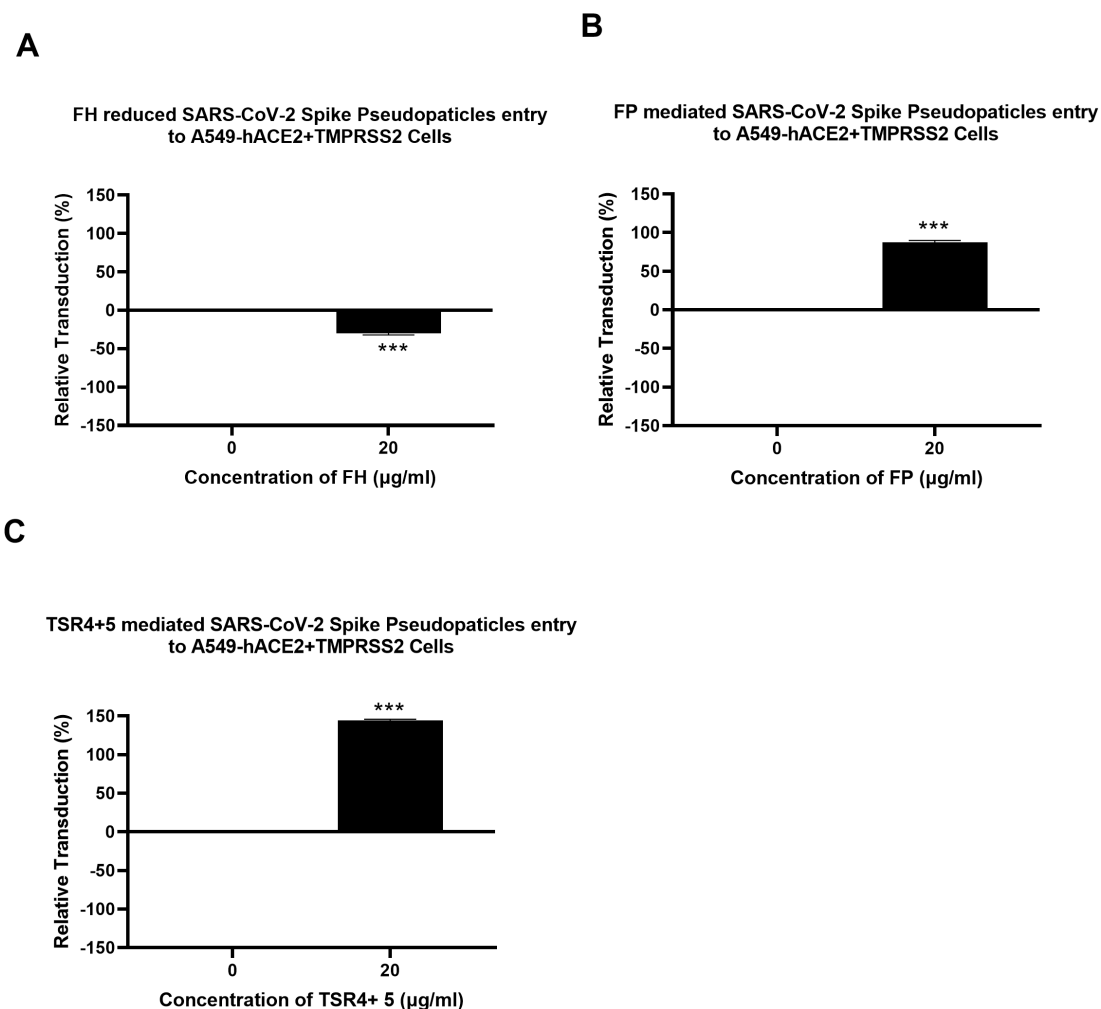 A
FH reduced SARS-CoV-2 Spike Pseudopaticles entry
to A549-hACE2+TMPRSS2 Cells
Relative Transduction (%)
150
100
50
0
-50
-100
-150
***
0
20
Concentration of FH (µg/ml)
B
FP mediated SARS-CoV-2 Spike Pseudopaticles entry
to A549-hACE2+TMPRSS2 Cells
Relative Transduction (%)
150
100
50
0
-50
-100
-150
***
0
20
Concentration of FP (µg/ml)
C
TSR4+5 mediated SARS-CoV-2 Spike Pseudopaticles entry
to A549-hACE2+TMPRSS2 Cells
Relative Transduction (%)
150
100
50
0
-50
-100
-150
***
0
20
Concentration of TSR4+ 5 (µg/ml)